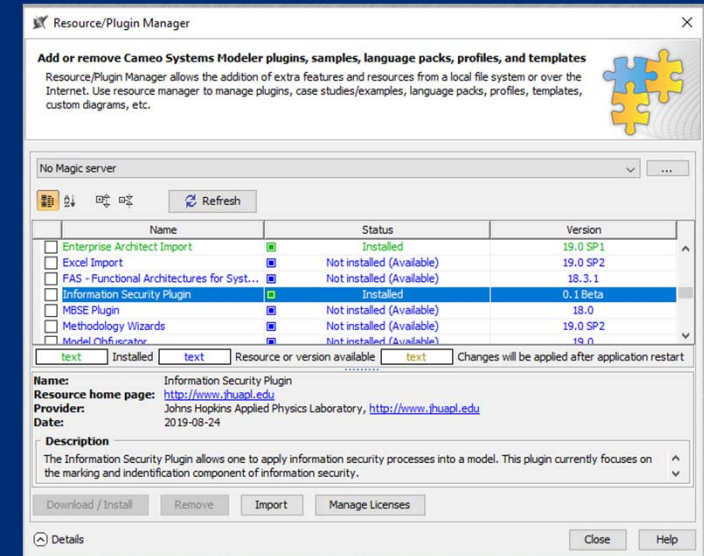 Resource/Plugin Manager
Add or remove Cameo Systems Modeler plugins, samples, language packs, profiles, and templates
Resource/Plugin Manager allows the addition of extra features and resources from a local file system or over the
Internet. Use resource manager to manage plugins, case studies/examples, language packs, profiles, templates,
custom diagrams, etc.
No Magic server
...
Refresh
Name Status Version
Enterprise Architect Import Installed 19.0 SP1
Excel Import Not installed (Available) 19.0 SP2
FAS - Functional Architectures for Syst... Not installed (Available) 18.3.1
Information Security Plugin Installed 0.1 Beta
MBSE Plugin Not installed (Available) 18.0
Methodology Wizards Not installed (Available) 19.0 SP2
Model Obfuscator Not installed (Available) 19.0
text Installed text Resource or version available text Changes will be applied after application restart
Name: Information Security Plugin
Resource home page: http://www.jhuapl.edu
Provider: Johns Hopkins Applied Physics Laboratory, http://www.jhuapl.edu
Date: 2019-08-24
Description
The Information Security Plugin allows one to apply information security processes into a model. This plugin currently focuses on
the marking and indentification component of information security.
Download / Install Remove Import Manage Licenses
Details Close Help